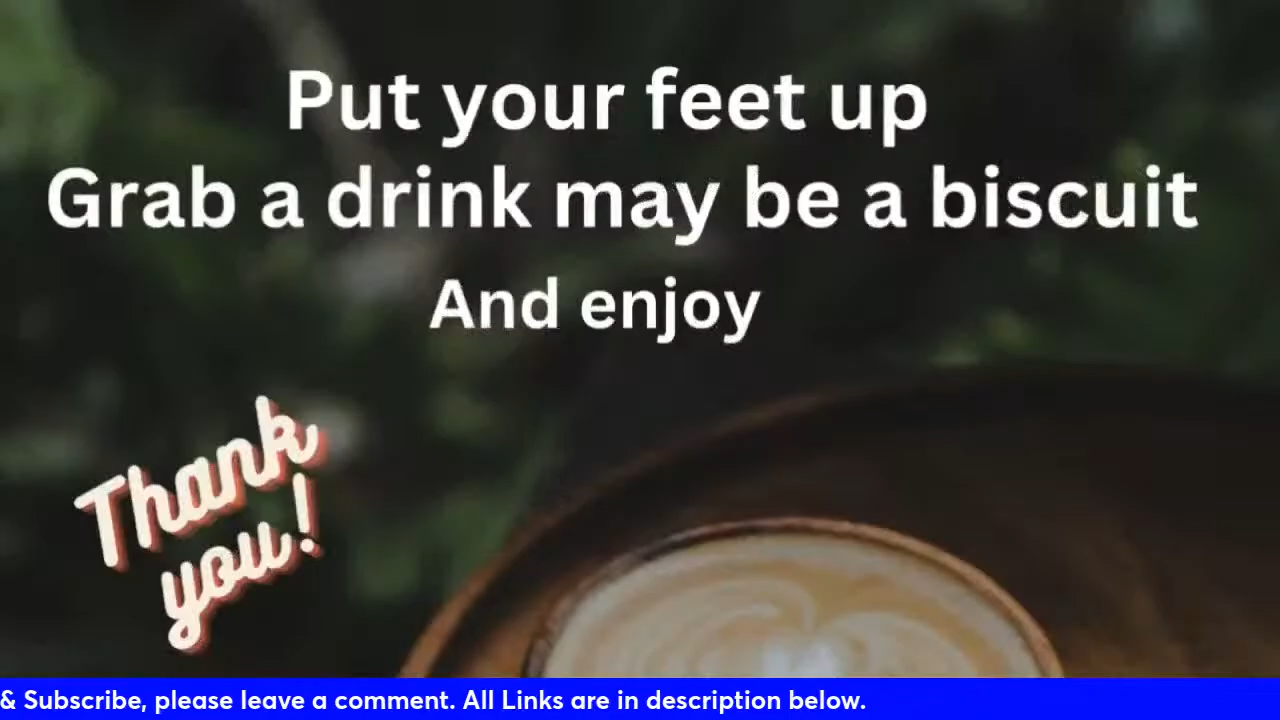 Put your feet up
Grab a drink may be a biscuit
And enjoy
Thank
you!
& Subscribe, please leave a comment. All Links are in description below.